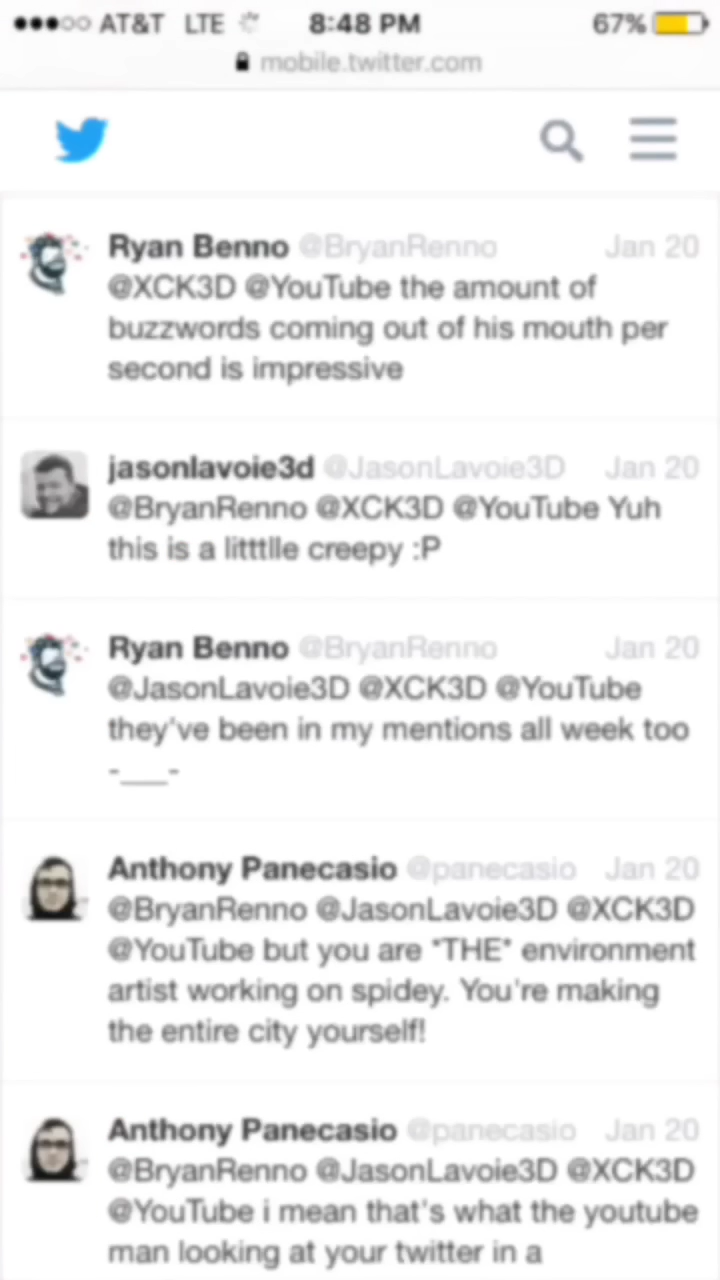 AT&T LTE 8:48 PM 67%
mobile.twitter.com
Ryan Benno @BryanRenno Jan 20
@XCK3D @YouTube the amount of
buzzwords coming out of his mouth per
second is impressive
jasonlavoie3d @JasonLavoie3D Jan 20
@BryanRenno @XCK3D @YouTube Yuh
this is a litttlle creepy :P
Ryan Benno @BryanRenno Jan 20
@JasonLavoie3D @XCK3D @YouTube
they've been in my mentions all week too
-___-
Anthony Panecasio @panecasio Jan 20
@BryanRenno @JasonLavoie3D @XCK3D
@YouTube but you are *THE* environment
artist working on spidey. You're making
the entire city yourself!
Anthony Panecasio @panecasio Jan 20
@BryanRenno @JasonLavoie3D @XCK3D
@YouTube i mean that's what the youtube
man looking at your twitter in a